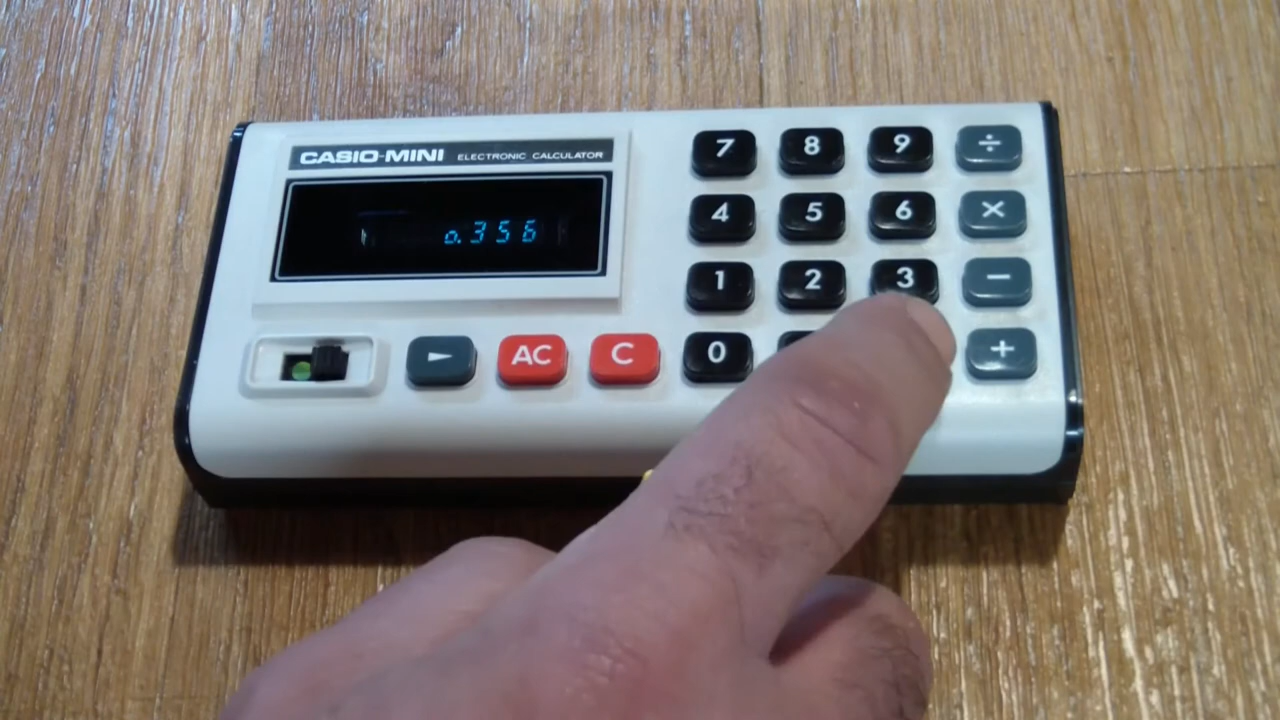 CASIO-MINI ELECTRONIC CALCULATOR
0.356
7 8 9 ÷
4 5 6 ×
1 2 3 −
► AC C 0 +